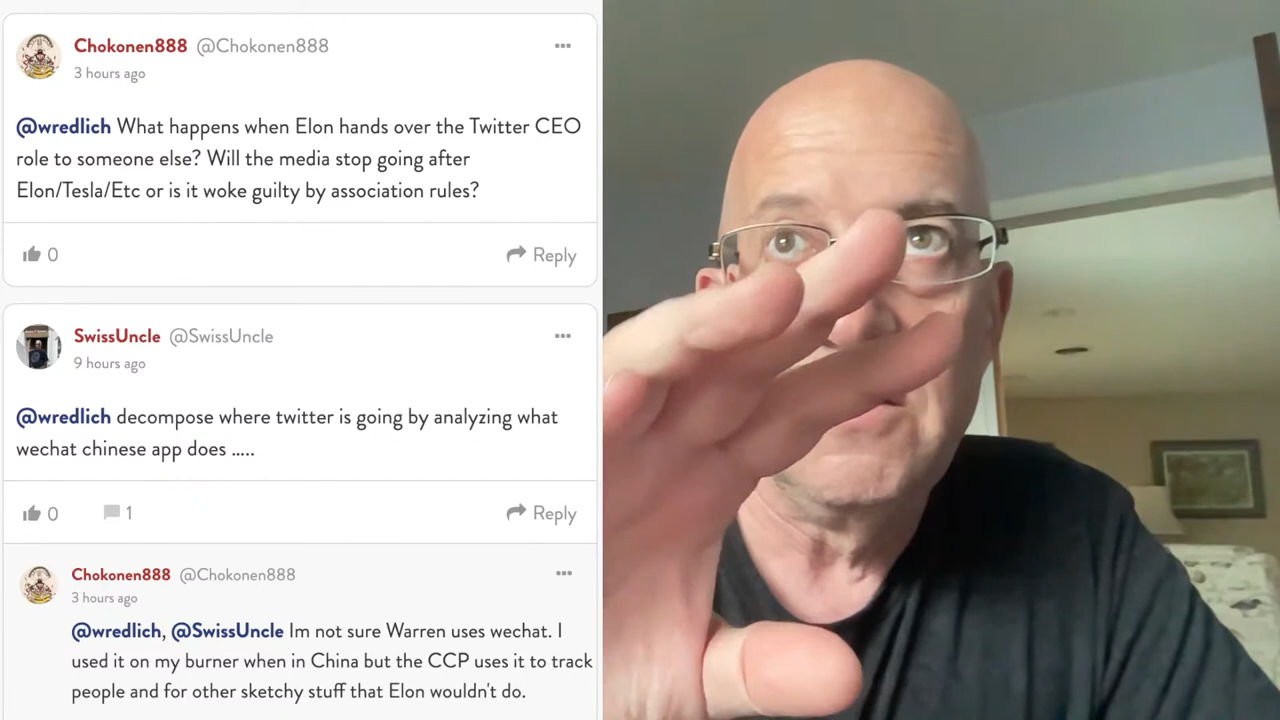 Chokonen888 @Chokonen888
3 hours ago
@wredlich What happens when Elon hands over the Twitter CEO
role to someone else? Will the media stop going after
Elon/Tesla/Etc or is it woke guilty by association rules?
0 Reply
SwissUncle @SwissUncle
9 hours ago
@wredlich decompose where twitter is going by analyzing what
wechat chinese app does .....
0 1 Reply
Chokonen888 @Chokonen888
3 hours ago
@wredlich, @SwissUncle Im not sure Warren uses wechat. I
used it on my burner when in China but the CCP uses it to track
people and for other sketchy stuff that Elon wouldn't do.